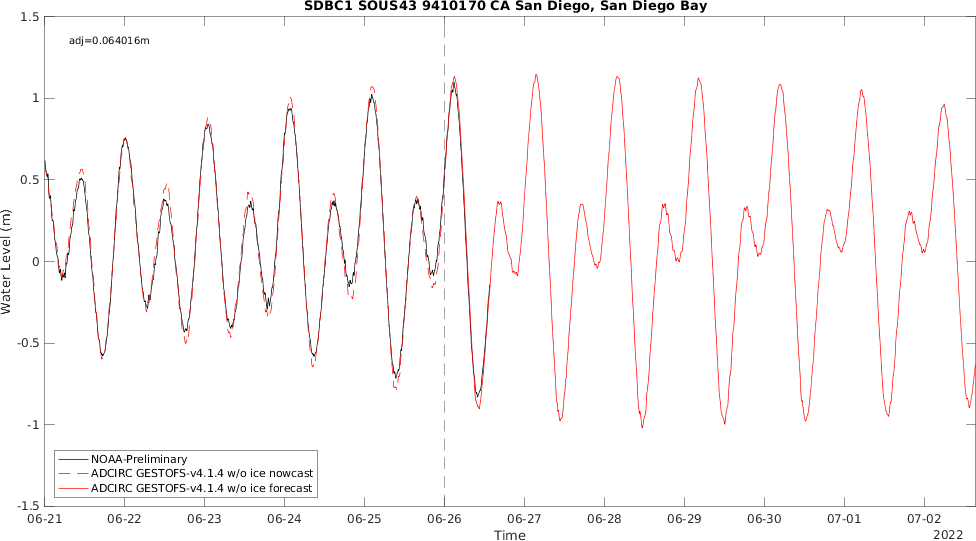 SDBC1 SOUS43 9410170 CA San Diego, San Diego Bay
adj=0.064016m
1.5
1
0.5
0
-0.5
-1
-1.5
Water Level (m)
NOAA-Preliminary
ADCIRC GESTOFS-v4.1.4 w/o ice nowcast
ADCIRC GESTOFS-v4.1.4 w/o ice forecast
06-21 06-22 06-23 06-24 06-25 06-26 06-27 06-28 06-29 06-30 07-01 07-02
Time
2022